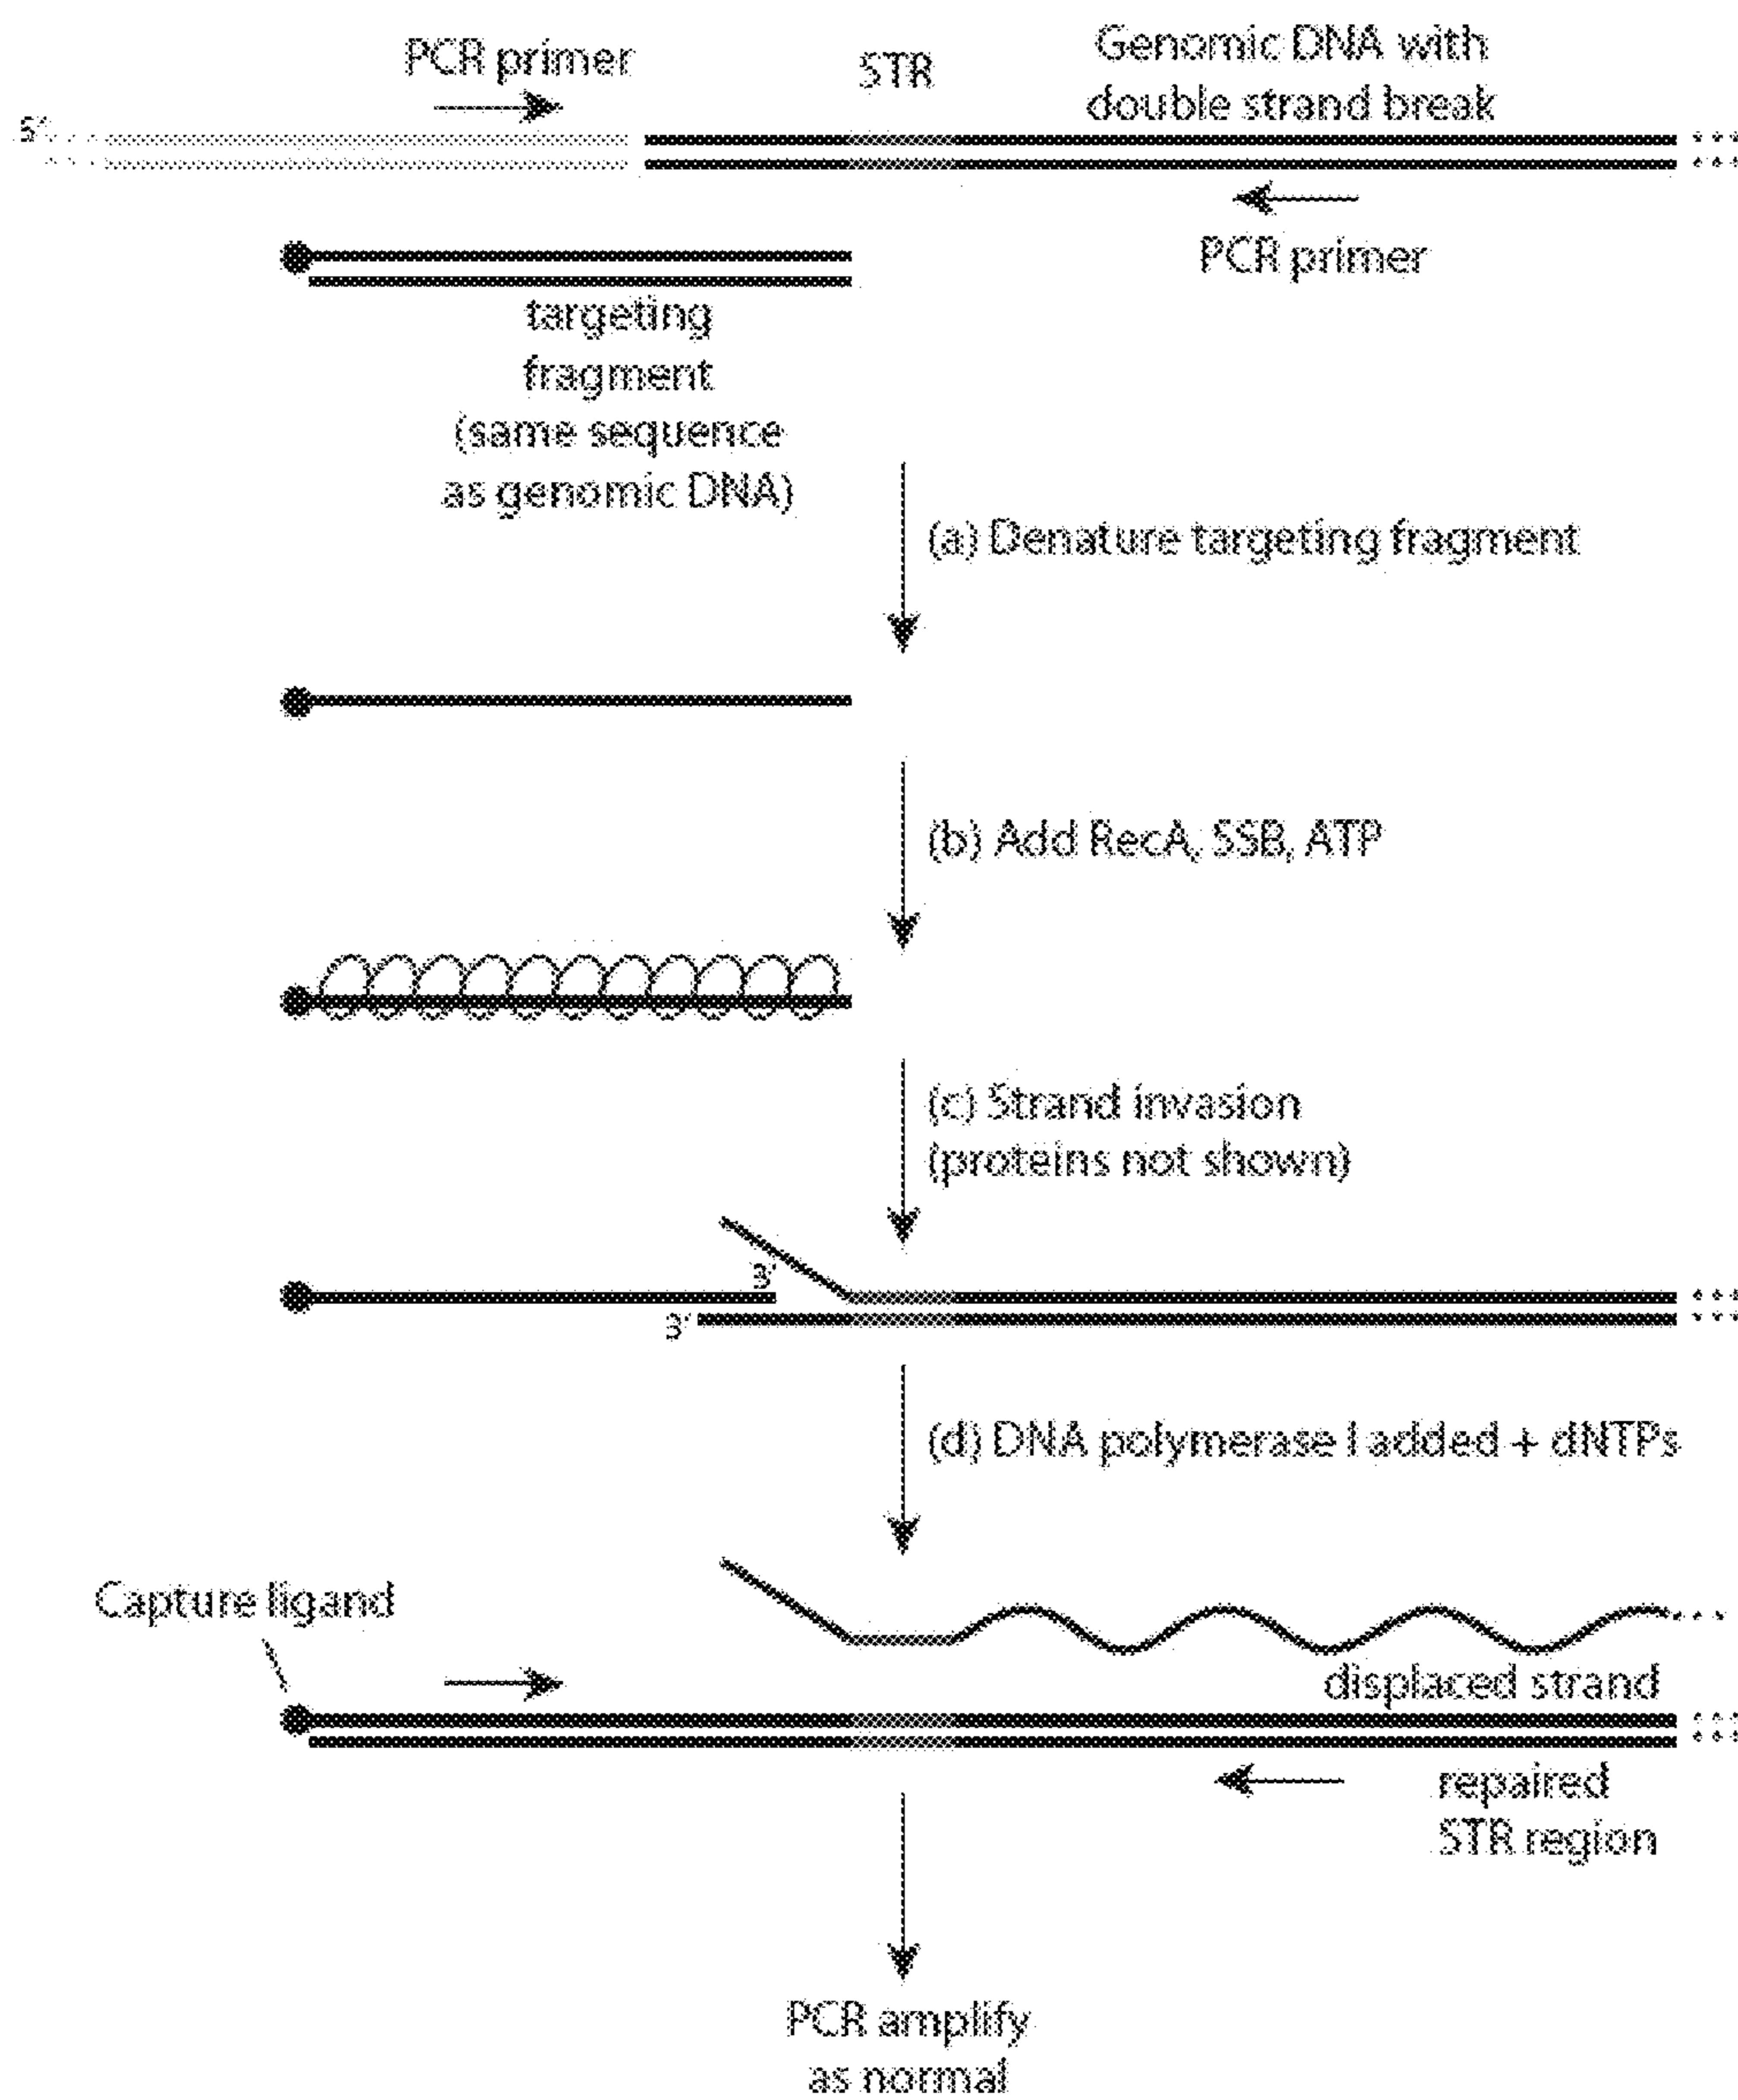 PCR primer
STR
Genomic DNA with
double strand break
5'
PCR primer
targeting
fragment
(same sequence
as genomic DNA)
(a) Denature targeting fragment
(b) Add RecA, SSB, ATP
(c) Strand invasion
(proteins not shown)
3'
3'
(d) DNA polymerase I added + dNTPs
Capture ligand
displaced strand
repaired
STR region
PCR amplify
as normal